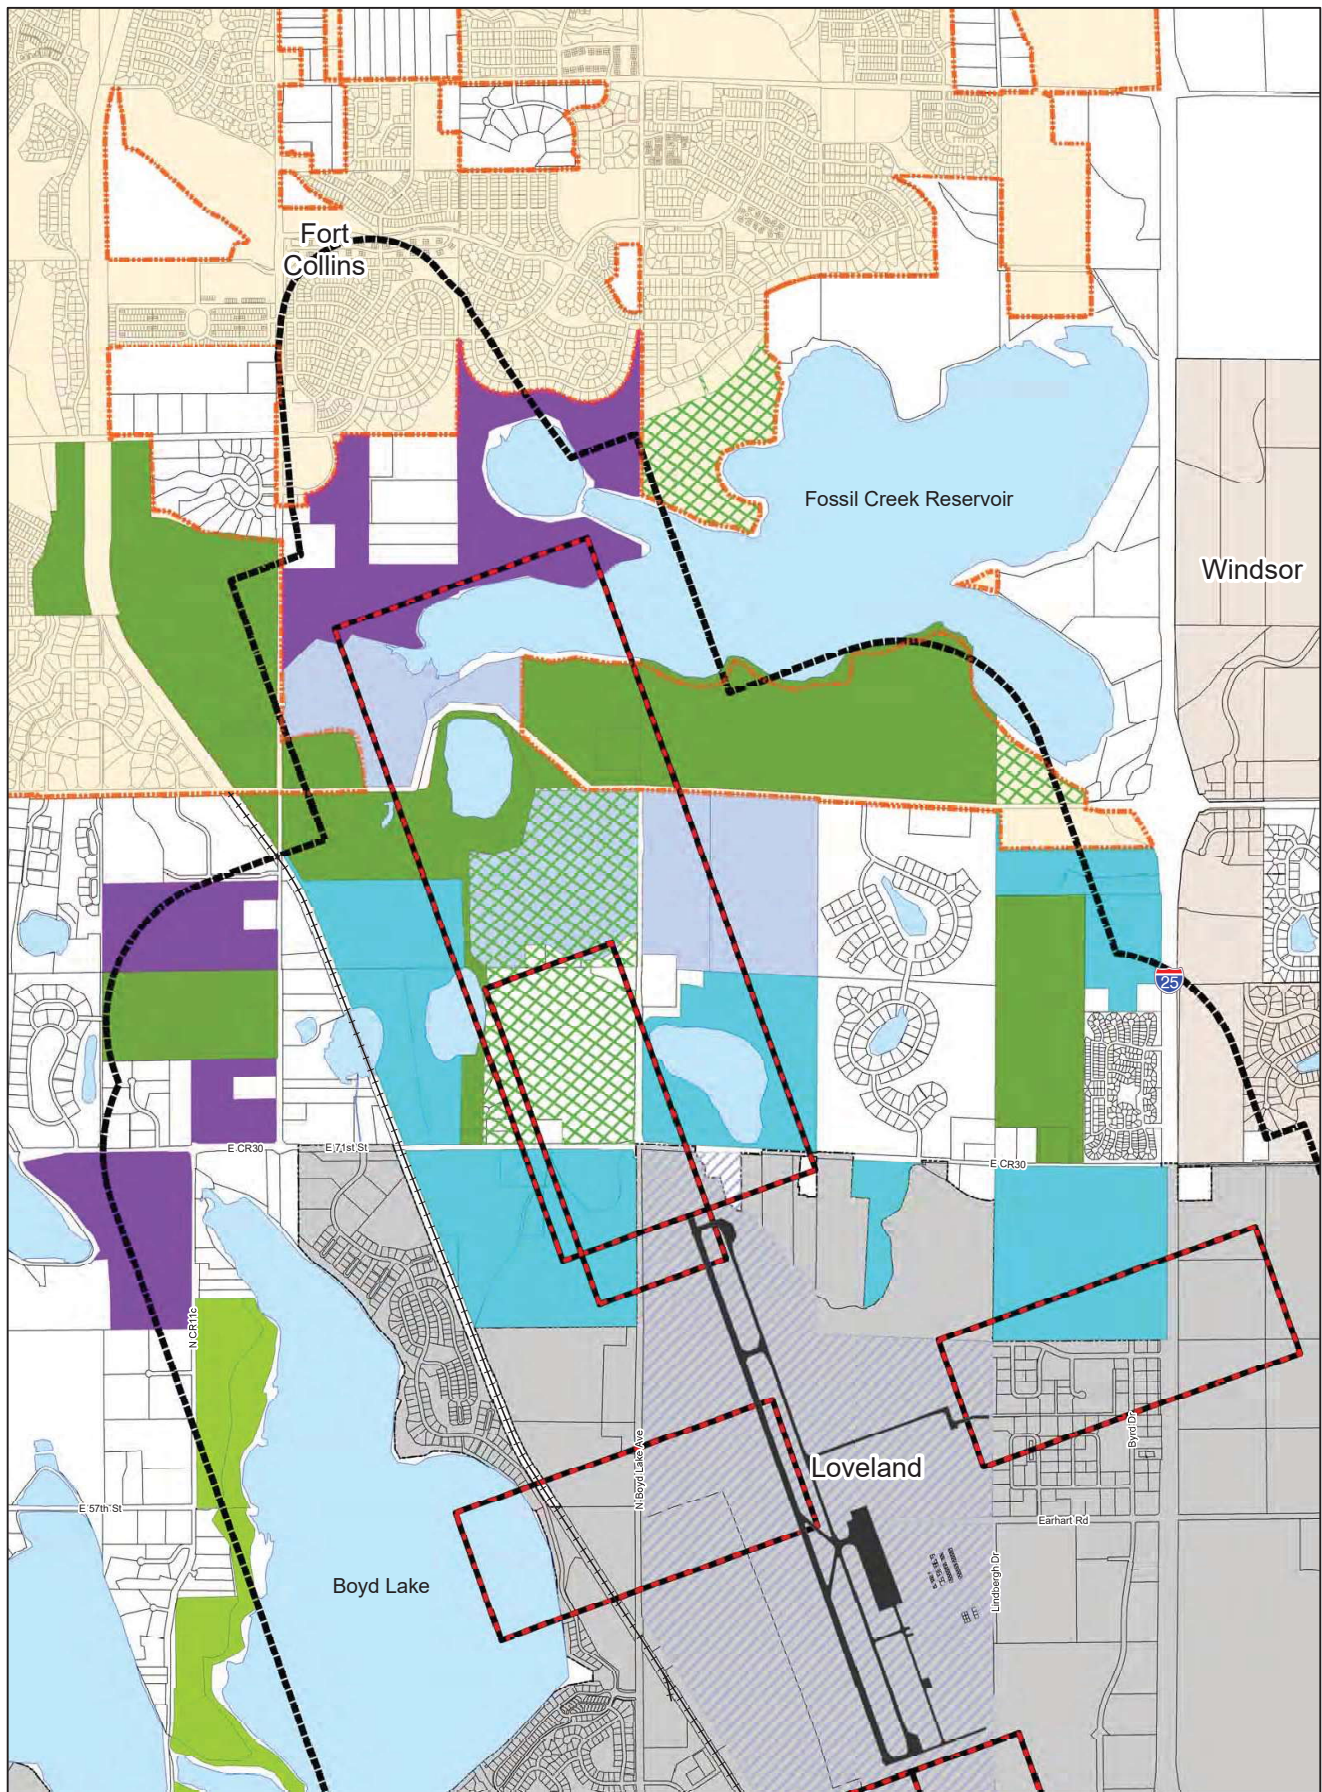 Fort
Collins
Fossil Creek Reservoir
Windsor
25
E CR30
E 71st St
E CR30
N CR11c
Byrd Dr
N Boyd Lake Ave
Loveland
E 57th St
Earhart Rd
Lindbergh Dr
Boyd Lake